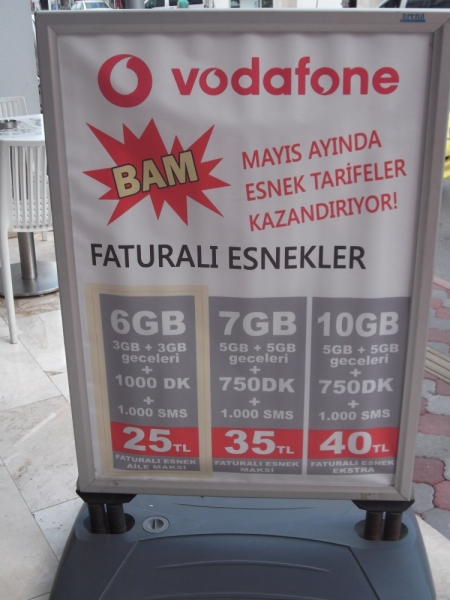 vodafone
BAM
MAYIS AYINDA
ESNEK TARİFELER
KAZANDIRIYOR!
FATURALI ESNEKLER
6GB
3GB + 3GB
geceleri
+
1000 DK
+
1.000 SMS
25TL
FATURALI ESNEK
AİLE MAKSİ
7GB
5GB + 5GB
geceleri
+
750DK
+
1.000 SMS
35TL
FATURALI ESNEK
MAKSİ
10GB
5GB + 5GB
geceleri
+
750DK
+
1.000 SMS
40TL
FATURALI ESNEK
EKSTRA